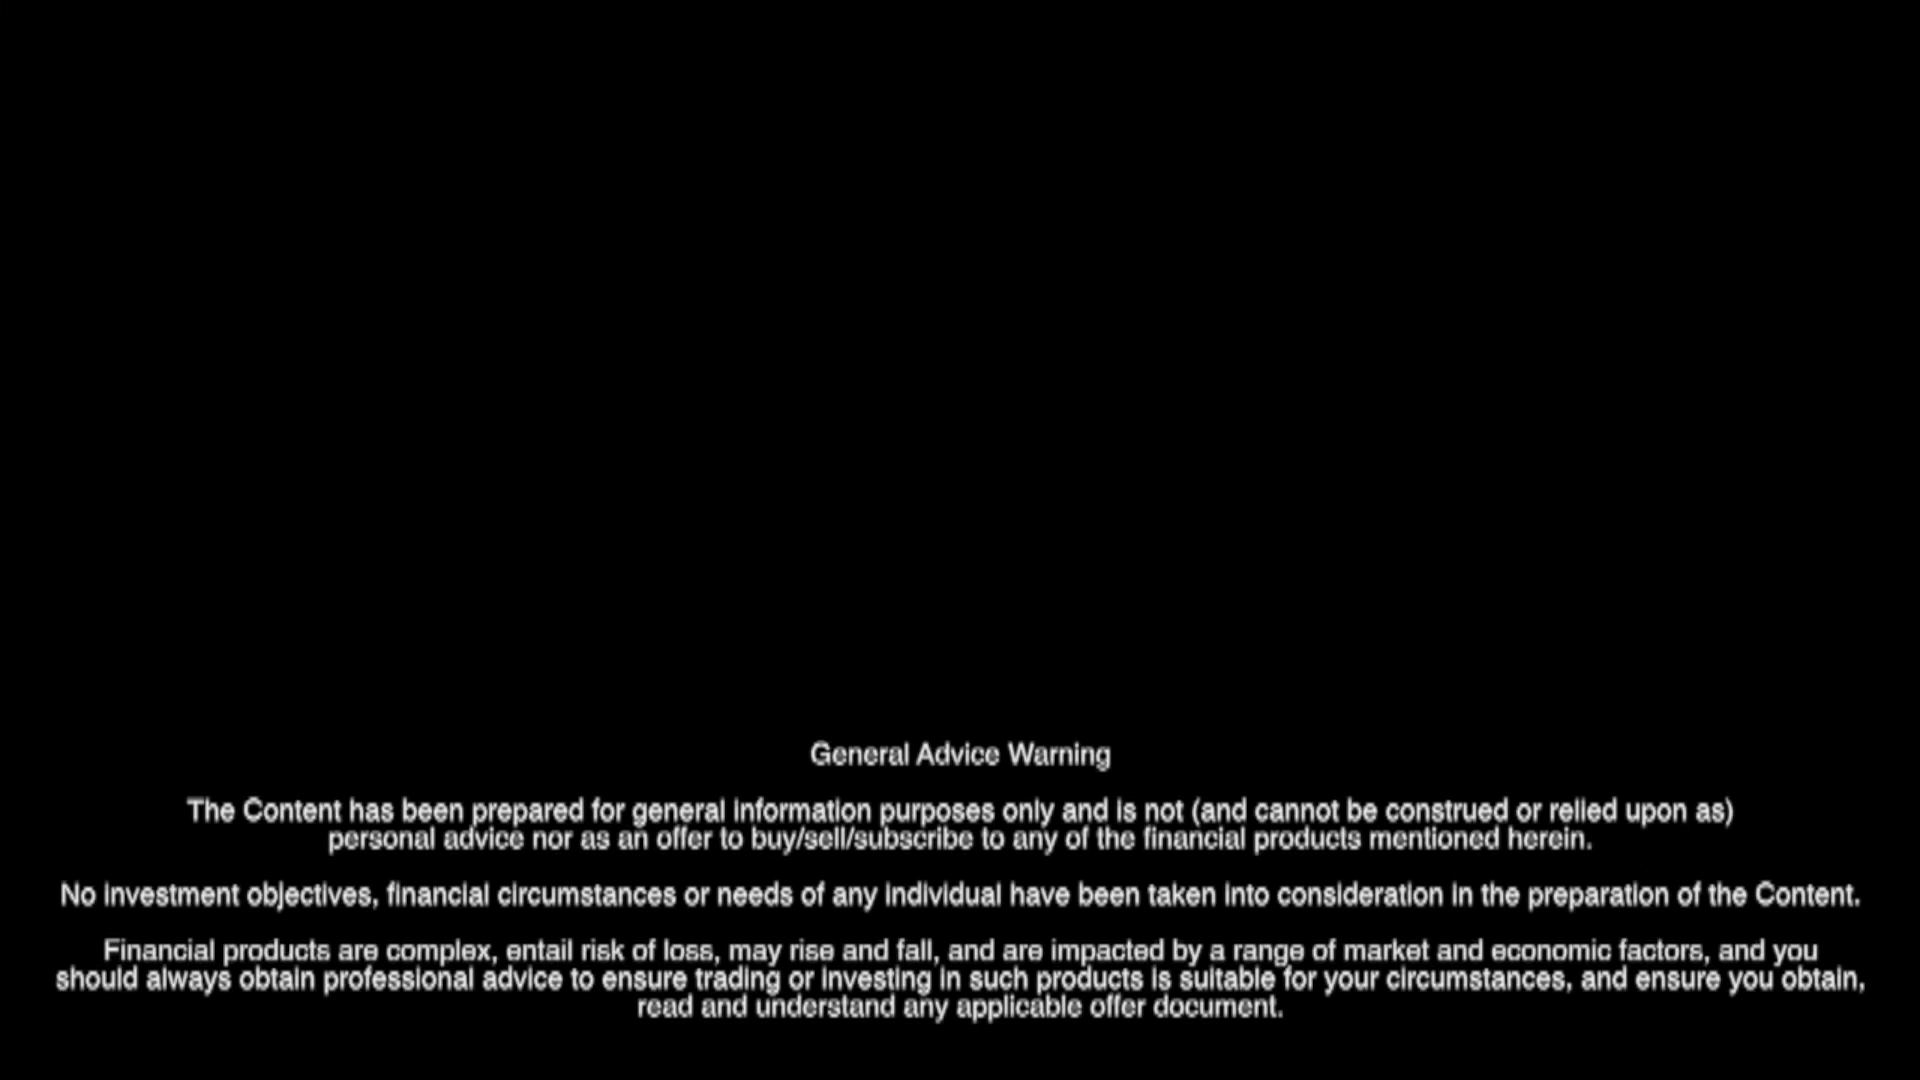 General Advice Warning
The Content has been prepared for general information purposes only and is not (and cannot be construed or relied upon as)
personal advice nor as an offer to buy/sell/subscribe to any of the financial products mentioned herein.
No investment objectives, financial circumstances or needs of any individual have been taken into consideration in the preparation of the Content.
Financial products are complex, entail risk of loss, may rise and fall, and are impacted by a range of market and economic factors, and you
should always obtain professional advice to ensure trading or investing in such products is suitable for your circumstances, and ensure you obtain,
read and understand any applicable offer document.